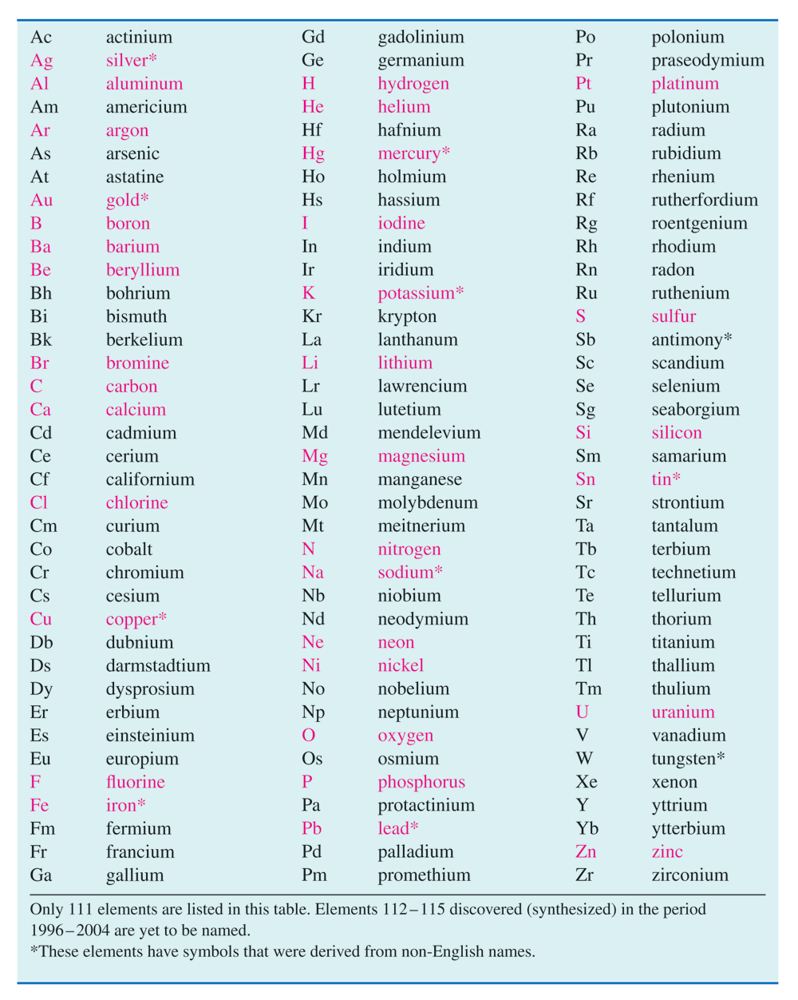 Ac actinium
Ag silver*
Al aluminum
Am americium
Ar argon
As arsenic
At astatine
Au gold*
B boron
Ba barium
Be beryllium
Bh bohrium
Bi bismuth
Bk berkelium
Br bromine
C carbon
Ca calcium
Cd cadmium
Ce cerium
Cf californium
Cl chlorine
Cm curium
Co cobalt
Cr chromium
Cs cesium
Cu copper*
Db dubnium
Ds darmstadtium
Dy dysprosium
Er erbium
Es einsteinium
Eu europium
F fluorine
Fe iron*
Fm fermium
Fr francium
Ga gallium
Gd gadolinium
Ge germanium
H hydrogen
He helium
Hf hafnium
Hg mercury*
Ho holmium
Hs hassium
I iodine
In indium
Ir iridium
K potassium*
Kr krypton
La lanthanum
Li lithium
Lr lawrencium
Lu lutetium
Md mendelevium
Mg magnesium
Mn manganese
Mo molybdenum
Mt meitnerium
N nitrogen
Na sodium*
Nb niobium
Nd neodymium
Ne neon
Ni nickel
No nobelium
Np neptunium
O oxygen
Os osmium
P phosphorus
Pa protactinium
Pb lead*
Pd palladium
Pm promethium
Po polonium
Pr praseodymium
Pt platinum
Pu plutonium
Ra radium
Rb rubidium
Re rhenium
Rf rutherfordium
Rg roentgenium
Rh rhodium
Rn radon
Ru ruthenium
S sulfur
Sb antimony*
Sc scandium
Se selenium
Sg seaborgium
Si silicon
Sm samarium
Sn tin*
Sr strontium
Ta tantalum
Tb terbium
Tc technetium
Te tellurium
Th thorium
Ti titanium
Tl thallium
Tm thulium
U uranium
V vanadium
W tungsten*
Xe xenon
Y yttrium
Yb ytterbium
Zn zinc
Zr zirconium
Only 111 elements are listed in this table. Elements 112–115 discovered (synthesized) in the period
1996–2004 are yet to be named.
*These elements have symbols that were derived from non-English names.